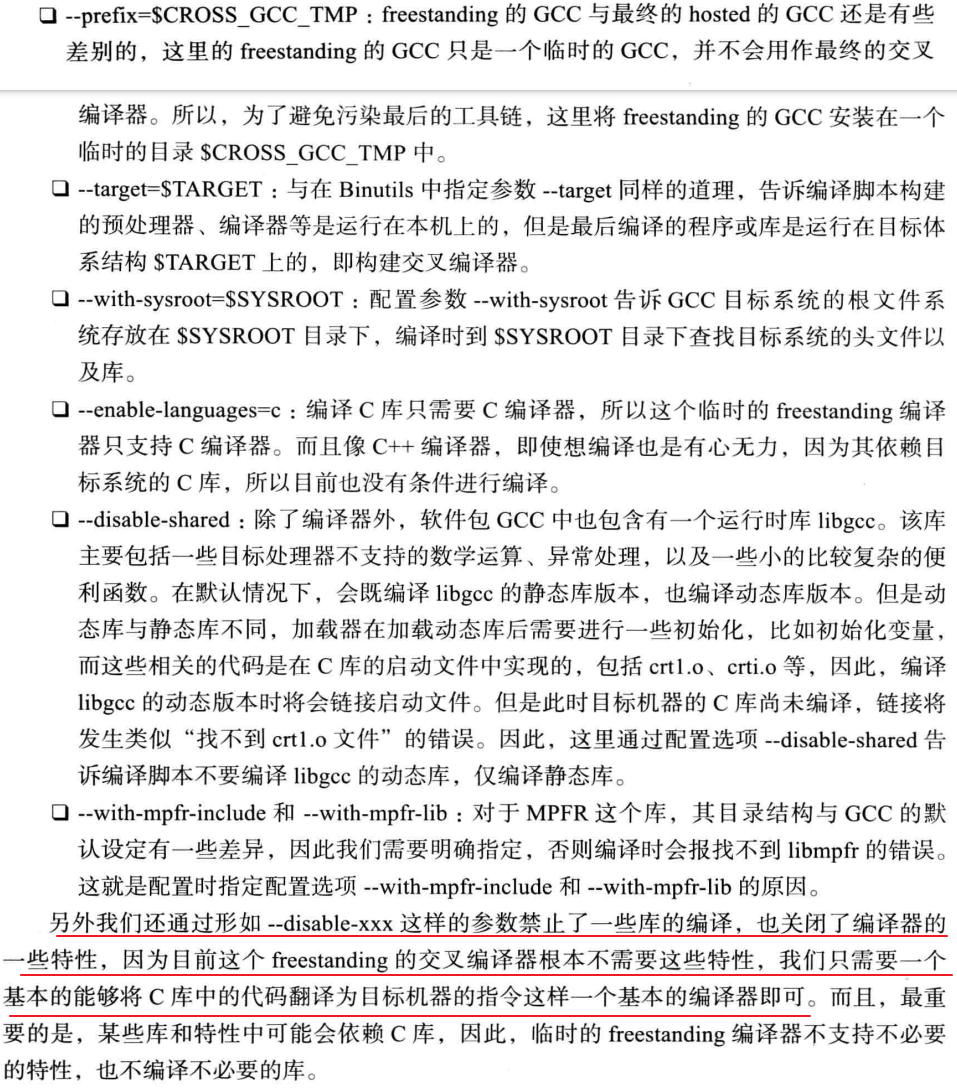 ❑ --prefix=$CROSS_GCC_TMP：freestanding 的 GCC 与最终的 hosted 的 GCC 还是有些
差别的，这里的 freestanding 的 GCC 只是一个临时的 GCC，并不会用作最终的交叉
编译器。所以，为了避免污染最后的工具链，这里将 freestanding 的 GCC 安装在一个
临时的目录 $CROSS_GCC_TMP 中。
❑ --target=$TARGET：与在 Binutils 中指定参数 --target 同样的道理，告诉编译脚本构建
的预处理器、编译器等是运行在本机上的，但是最后编译的程序或库是运行在目标体
系结构 $TARGET 上的，即构建交叉编译器。
❑ --with-sysroot=$SYSROOT：配置参数 --with-sysroot 告诉 GCC 目标系统的根文件系
统存放在 $SYSROOT 目录下，编译时到 $SYSROOT 目录下查找目标系统的头文件以
及库。
❑ --enable-languages=c：编译 C 库只需要 C 编译器，所以这个临时的 freestanding 编译
器只支持 C 编译器。而且像 C++ 编译器，即使想编译也是有心无力，因为其依赖目
标系统的 C 库，所以目前也没有条件进行编译。
❑ --disable-shared：除了编译器外，软件包 GCC 中也包含有一个运行时库 libgcc。该库
主要包括一些目标处理器不支持的数学运算、异常处理，以及一些小的比较复杂的便
利函数。在默认情况下，会既编译 libgcc 的静态库版本，也编译动态库版本。但是动
态库与静态库不同，加载器在加载动态库后需要进行一些初始化，比如初始化变量，
而这些相关的代码是在 C 库的启动文件中实现的，包括 crt1.o、crti.o 等，因此，编译
libgcc 的动态版本时将会链接启动文件。但是此时目标机器的 C 库尚未编译，链接将
发生类似“找不到 crt1.o 文件”的错误。因此，这里通过配置选项 --disable-shared 告
诉编译脚本不要编译 libgcc 的动态库，仅编译静态库。
❑ --with-mpfr-include 和 --with-mpfr-lib：对于 MPFR 这个库，其目录结构与 GCC 的默
认设定有一些差异，因此我们需要明确指定，否则编译时会报找不到 libmpfr 的错误。
这就是配置时指定配置选项 --with-mpfr-include 和 --with-mpfr-lib 的原因。
另外我们还通过形如 --disable-xxx 这样的参数禁止了一些库的编译，也关闭了编译器的
一些特性，因为目前这个 freestanding 的交叉编译器根本不需要这些特性，我们只需要一个
基本的能够将 C 库中的代码翻译为目标机器的指令这样一个基本的编译器即可。而且，最重
要的是，某些库和特性中可能会依赖 C 库，因此，临时的 freestanding 编译器不支持不必要
的特性，也不编译不必要的库。